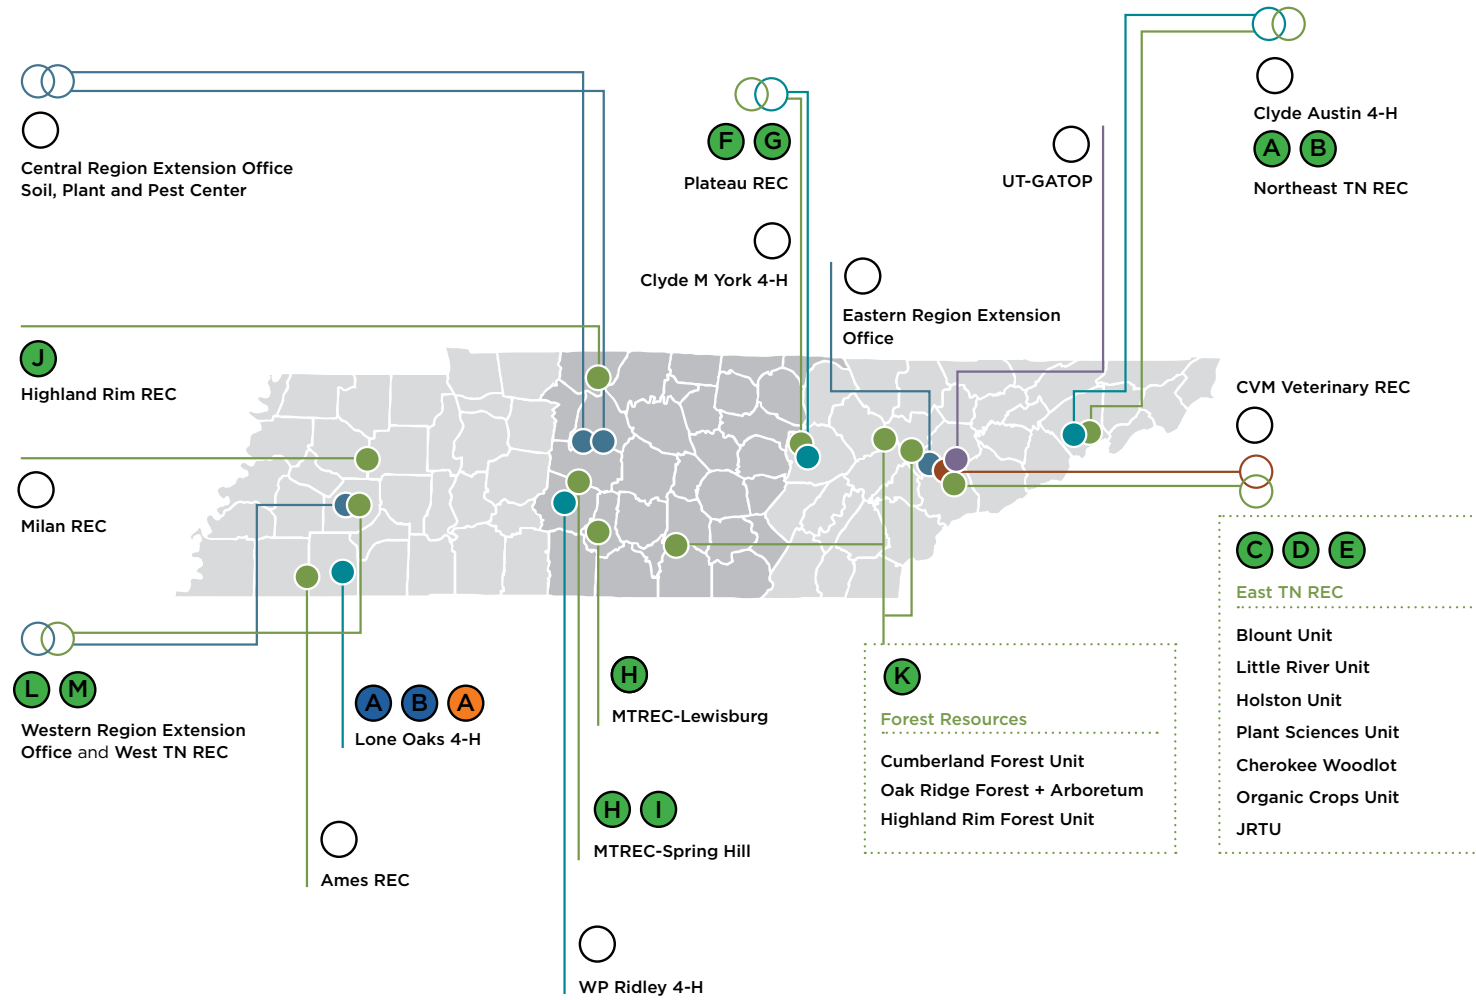 Central Region Extension Office
Soil, Plant and Pest Center
F G
Plateau REC
Clyde M York 4-H
UT-GATOP
Clyde Austin 4-H
A B
Northeast TN REC
Eastern Region Extension
Office
J
Highland Rim REC
Milan REC
CVM Veterinary REC
C D E
East TN REC
Blount Unit
Little River Unit
Holston Unit
Plant Sciences Unit
Cherokee Woodlot
Organic Crops Unit
JRTU
L M
Western Region Extension
Office and West TN REC
A B A
Lone Oaks 4-H
H
MTREC-Lewisburg
K
Forest Resources
Cumberland Forest Unit
Oak Ridge Forest + Arboretum
Highland Rim Forest Unit
H I
MTREC-Spring Hill
Ames REC
WP Ridley 4-H